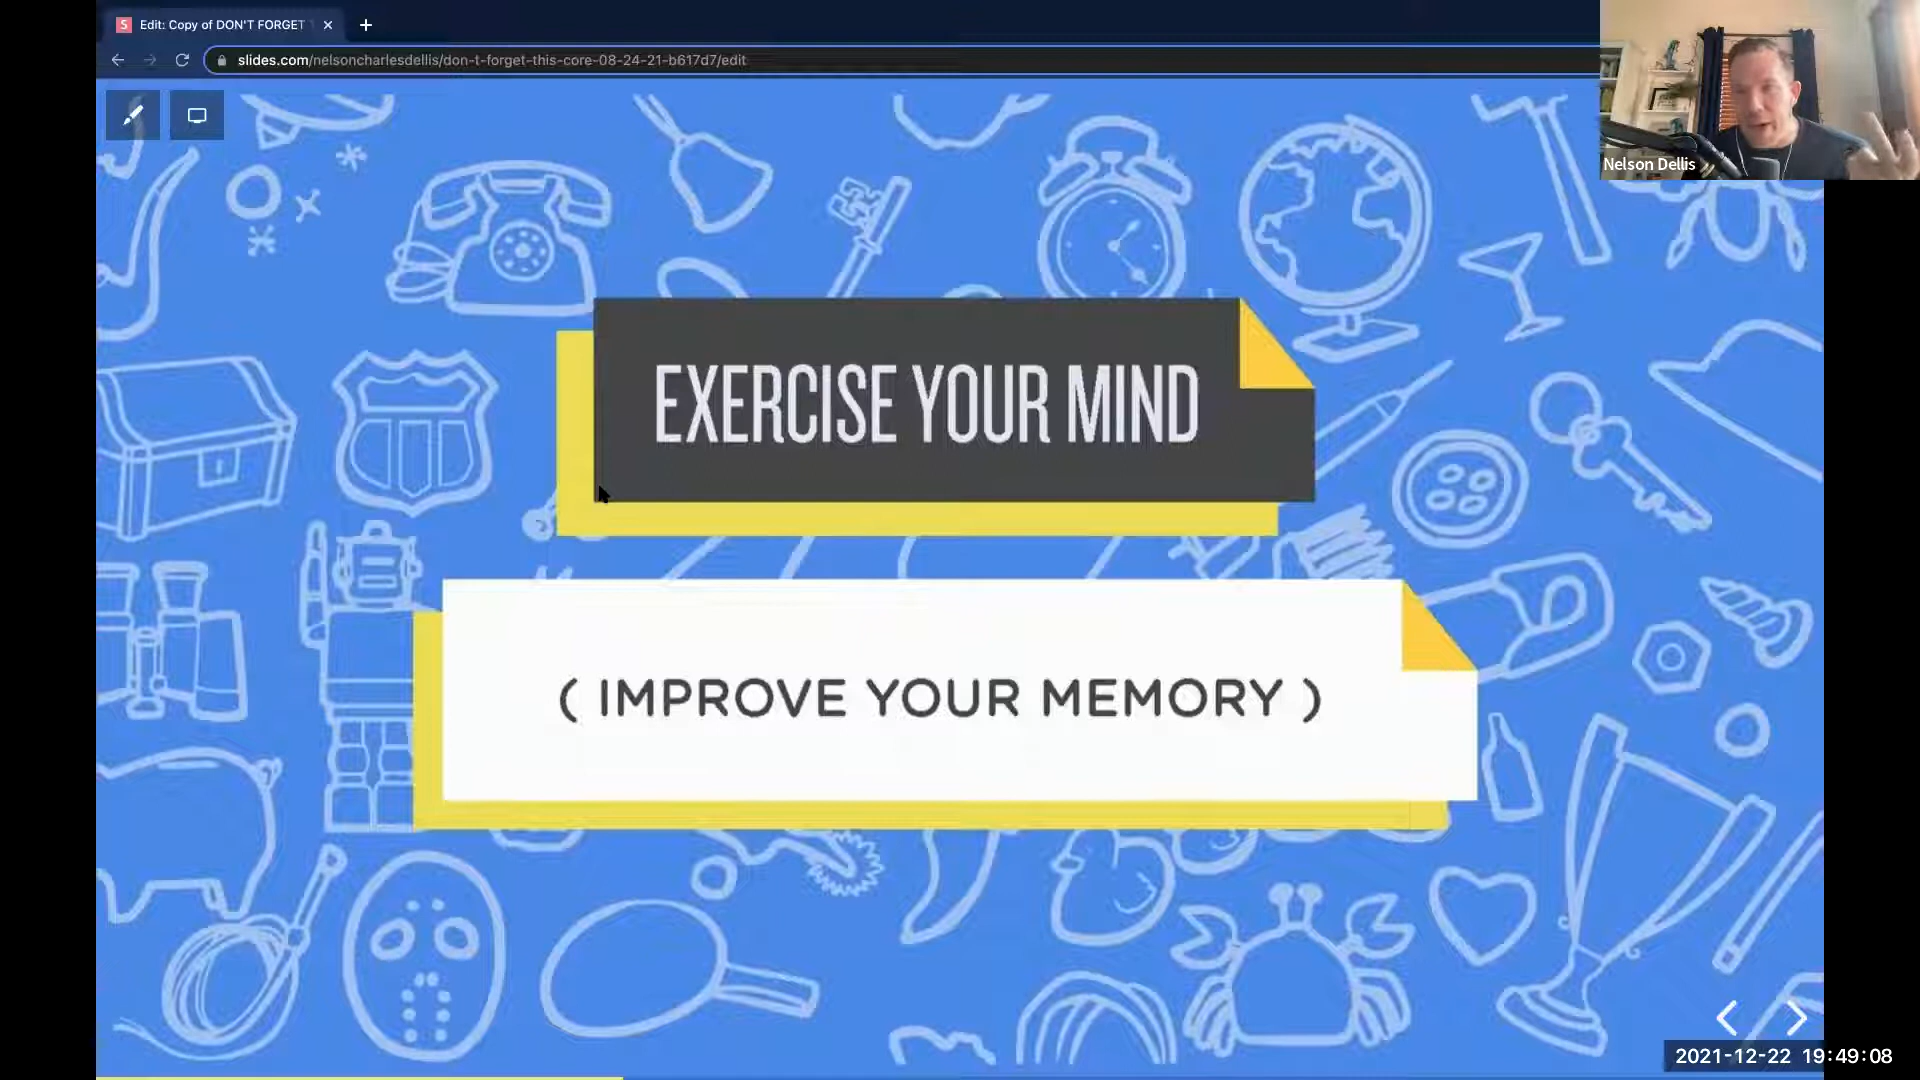 S
Edit: Copy of DON'T FORGET
slides.com/nelsoncharlesdellis/don-t-forget-this-core-08-24-21-b617d7/edit
Nelson Dellis
EXERCISE YOUR MIND
( IMPROVE YOUR MEMORY )
2021-12-22 19:49:08